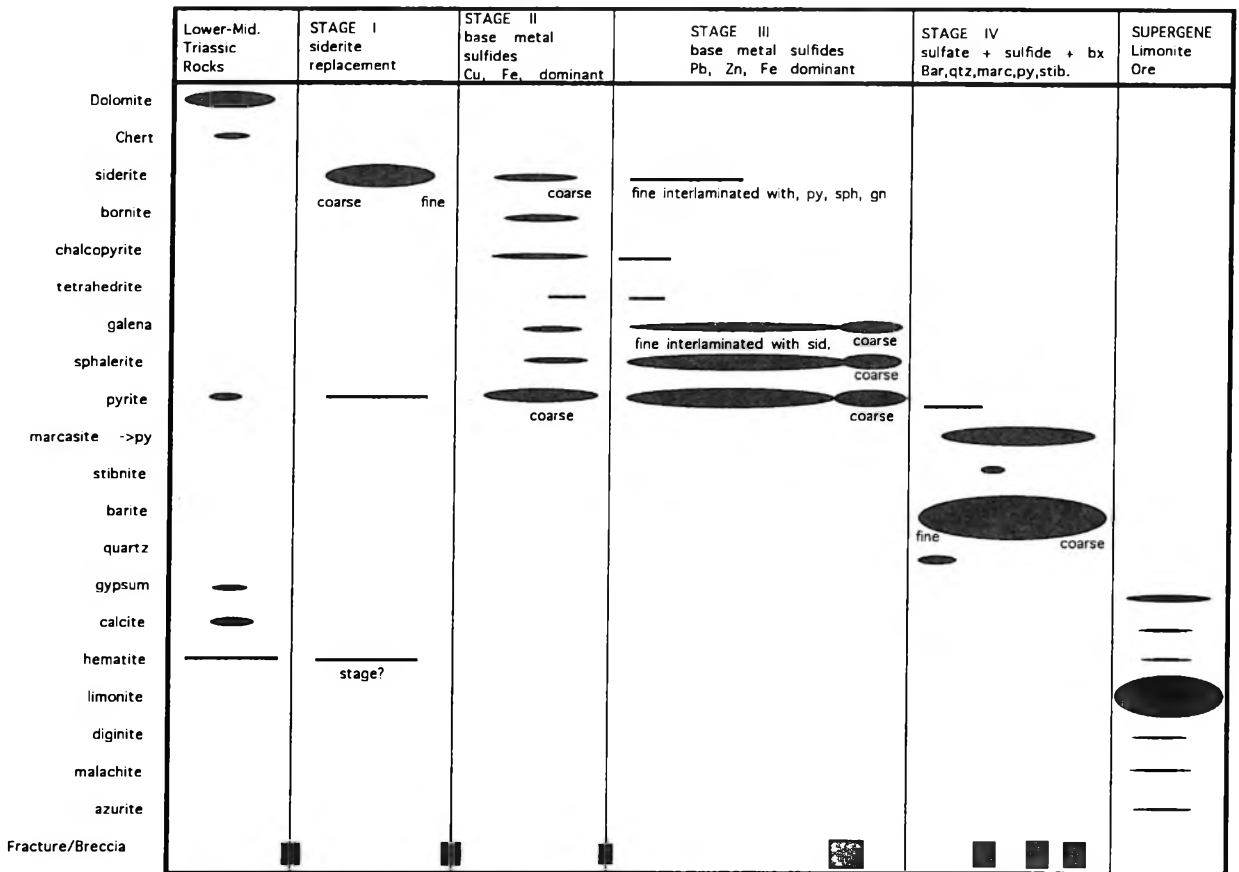 Lower-Mid.
Triassic
Rocks
STAGE I
siderite
replacement
STAGE II
base metal
sulfides
Cu, Fe, dominant
STAGE III
base metal sulfides
Pb, Zn, Fe dominant
STAGE IV
sulfate + sulfide + bx
Bar,qtz,marc,py,stib.
SUPERGENE
Limonite
Ore
Dolomite
Chert
siderite
coarse fine
coarse
fine interlaminated with, py, sph, gn
bornite
chalcopyrite
tetrahedrite
galena
fine interlaminated with sid.
coarse
sphalerite
coarse
pyrite
coarse
coarse
marcasite ->py
stibnite
barite
fine
coarse
quartz
gypsum
calcite
hematite
stage?
limonite
diginite
malachite
azurite
Fracture/Breccia